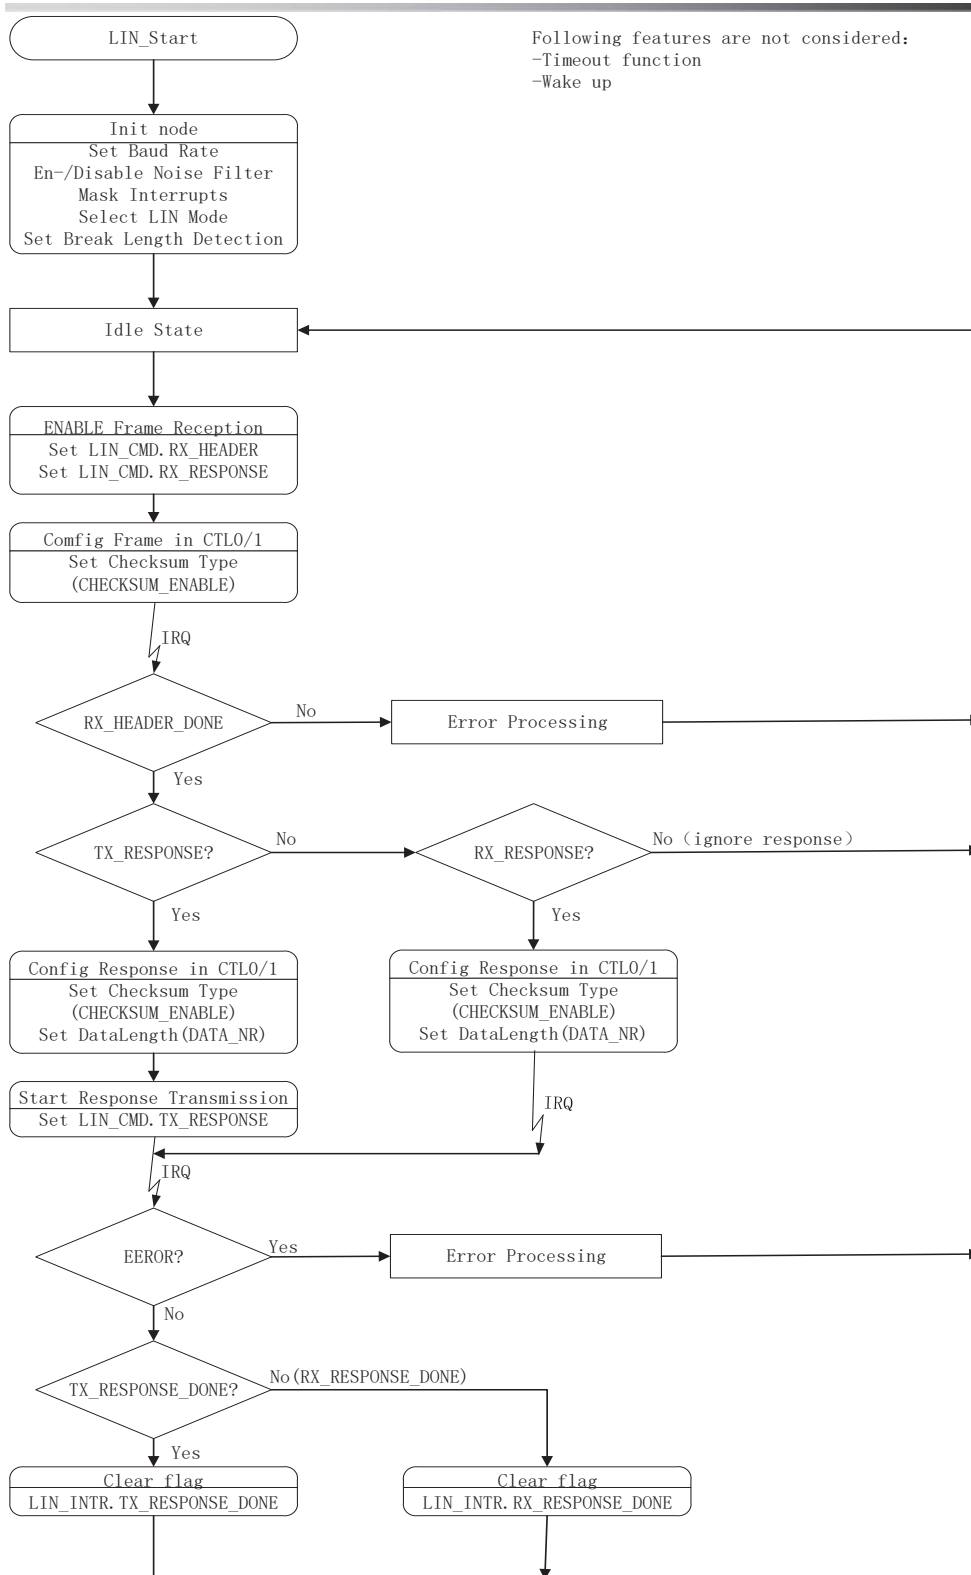 LIN_Start
Following features are not considered:
-Timeout function
-Wake up
Init node
Set Baud Rate
En-/Disable Noise Filter
Mask Interrupts
Select LIN Mode
Set Break Length Detection
Idle State
ENABLE Frame Reception
Set LIN_CMD.RX_HEADER
Set LIN_CMD.RX_RESPONSE
Comfig Frame in CTL0/1
Set Checksum Type
(CHECKSUM_ENABLE)
IRQ
RX_HEADER_DONE
No
Error Processing
Yes
TX_RESPONSE?
No
RX_RESPONSE?
No（ignore response）
Yes
Yes
Config Response in CTL0/1
Set Checksum Type
(CHECKSUM_ENABLE)
Set DataLength(DATA_NR)
Config Response in CTL0/1
Set Checksum Type
(CHECKSUM_ENABLE)
Set DataLength(DATA_NR)
Start Response Transmission
Set LIN_CMD.TX_RESPONSE
IRQ
IRQ
EEROR?
Yes
Error Processing
No
TX_RESPONSE_DONE?
No(RX_RESPONSE_DONE)
Yes
Clear flag
LIN_INTR.TX_RESPONSE_DONE
Clear flag
LIN_INTR.RX_RESPONSE_DONE